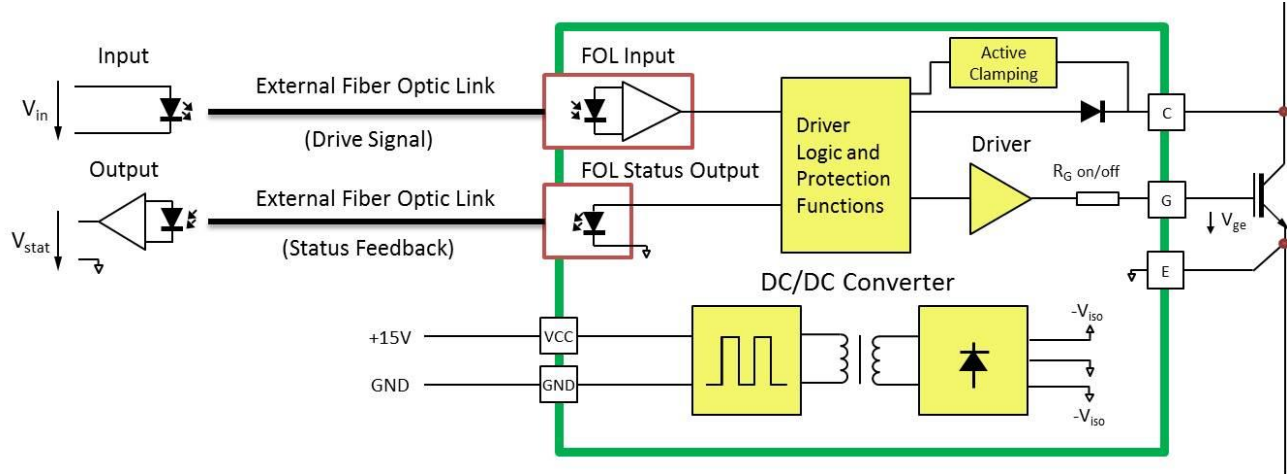 Input
V_in
External Fiber Optic Link
(Drive Signal)
FOL Input
Output
V_stat
External Fiber Optic Link
(Status Feedback)
FOL Status Output
Driver
Logic and
Protection
Functions
Active
Clamping
Driver
R_G on/off
C
G
V_ge
E
DC/DC Converter
+15V
VCC
GND
GND
-V_iso
-V_iso